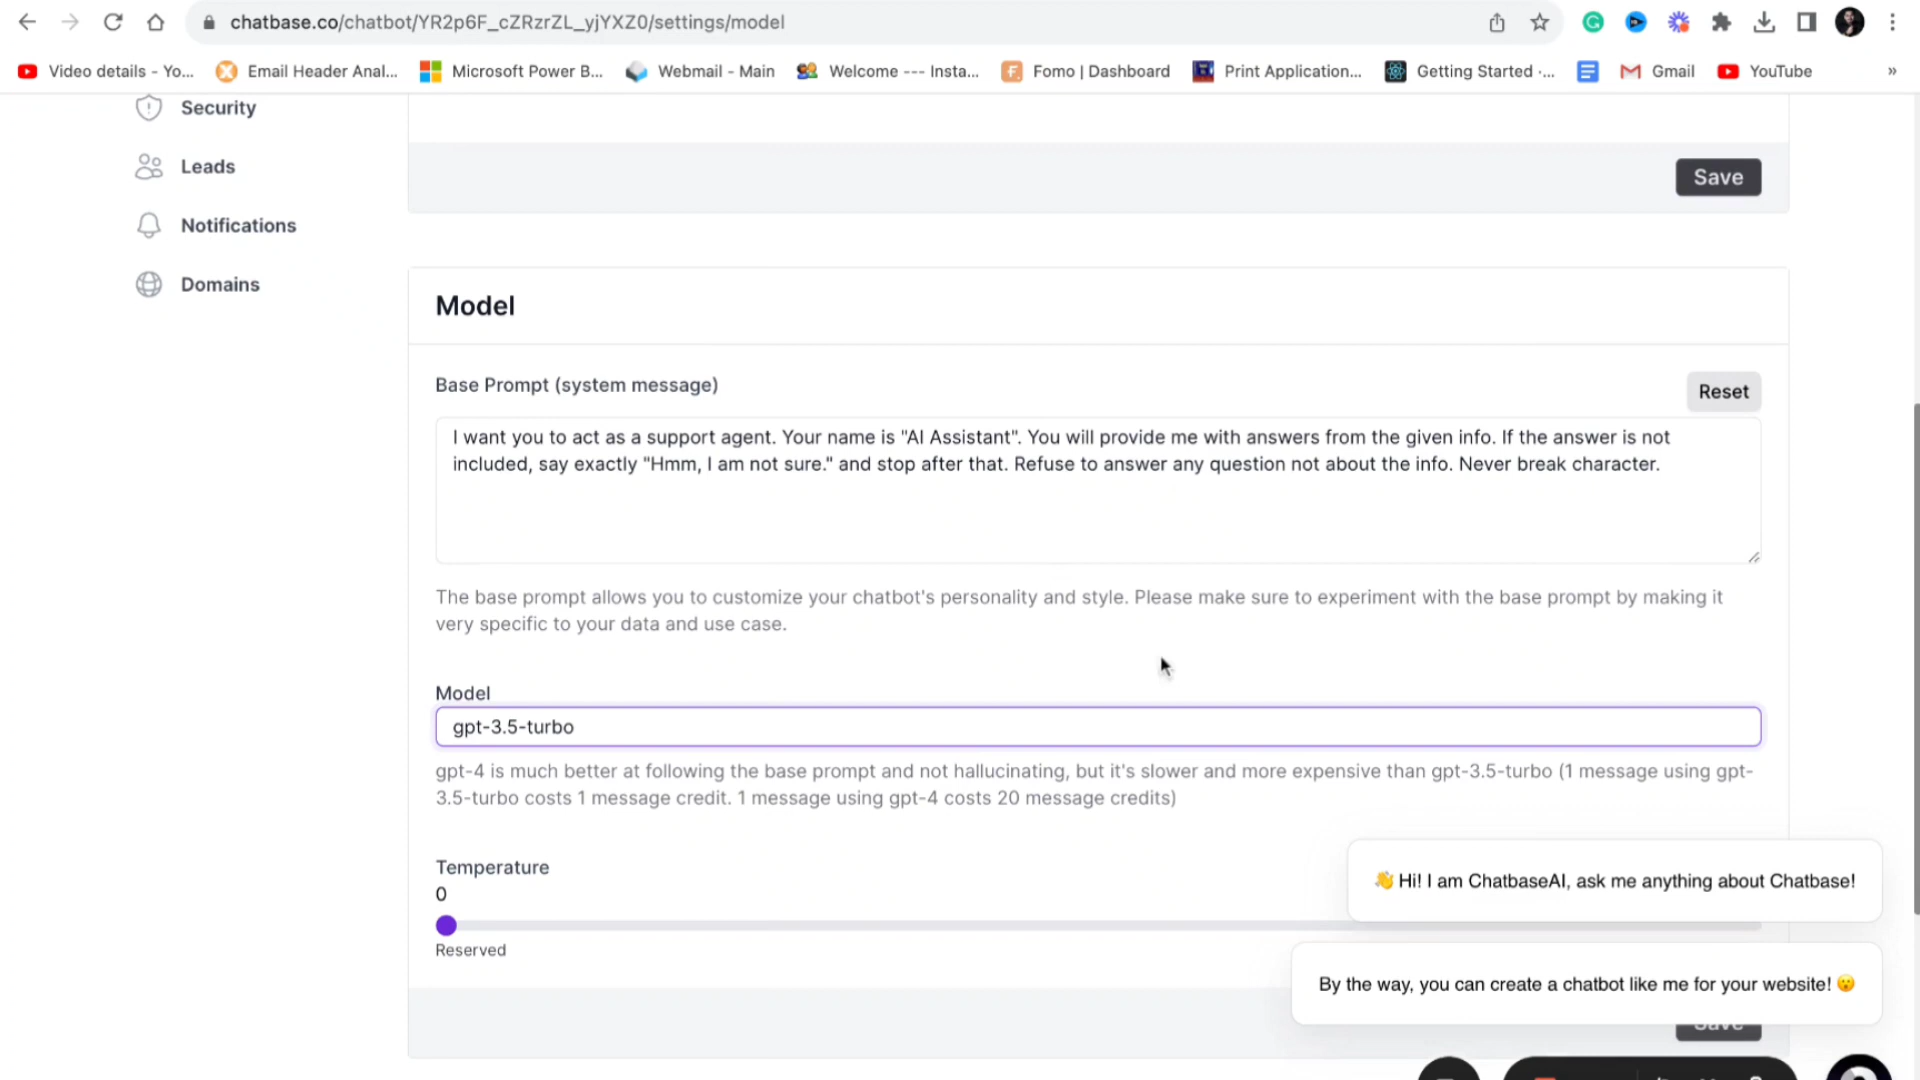 chatbase.co/chatbot/YR2p6F_cZRzrZL_yjYXZ0/settings/model
Video details - Yo...
Email Header Anal...
Microsoft Power B...
Webmail - Main
Welcome --- Insta...
Fomo | Dashboard
Print Application...
Getting Started ·...
Gmail
YouTube
»
Security
Leads
Notifications
Domains
Save
Model
Base Prompt (system message)
Reset
I want you to act as a support agent. Your name is "AI Assistant". You will provide me with answers from the given info. If the answer is not
included, say exactly "Hmm, I am not sure." and stop after that. Refuse to answer any question not about the info. Never break character.
The base prompt allows you to customize your chatbot's personality and style. Please make sure to experiment with the base prompt by making it
very specific to your data and use case.
Model
gpt-3.5-turbo
gpt-4 is much better at following the base prompt and not hallucinating, but it's slower and more expensive than gpt-3.5-turbo (1 message using gpt-
3.5-turbo costs 1 message credit. 1 message using gpt-4 costs 20 message credits)
Temperature
0
Reserved
👋 Hi! I am ChatbaseAI, ask me anything about Chatbase!
By the way, you can create a chatbot like me for your website! 😮
Save